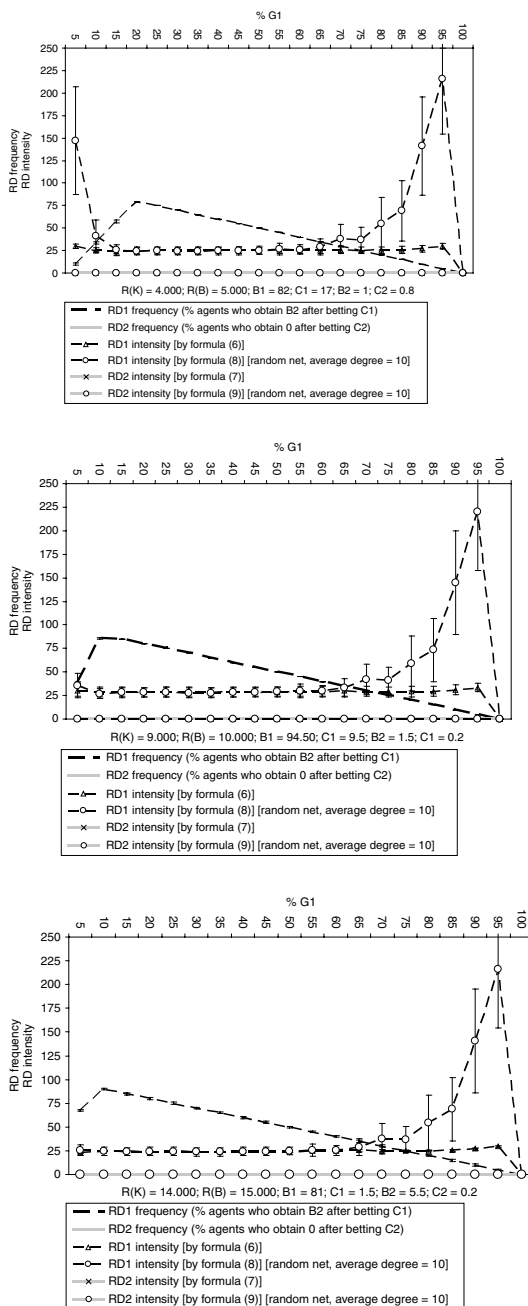 % G1
5 10 15 20 25 30 35 40 45 50 55 60 65 70 75 80 85 90 95 100
250
225
200
175
150
125
100
75
50
25
0
RD frequency
RD intensity
R(K) = 4.000; R(B) = 5.000; B1 = 82; C1 = 17; B2 = 1; C2 = 0.8
RD1 frequency (% agents who obtain B2 after betting C1)
RD2 frequency (% agents who obtain 0 after betting C2)
RD1 intensity [by formula (6)]
RD1 intensity [by formula (8)] [random net, average degree = 10]
RD2 intensity [by formula (7)]
RD2 intensity [by formula (9)] [random net, average degree = 10]
% G1
5 10 15 20 25 30 35 40 45 50 55 60 65 70 75 80 85 90 95 100
250
225
200
175
150
125
100
75
50
25
0
RD frequency
RD intensity
R(K) = 9.000; R(B) = 10.000; B1 = 94.50; C1 = 9.5; B2 = 1.5; C1 = 0.2
RD1 frequency (% agents who obtain B2 after betting C1)
RD2 frequency (% agents who obtain 0 after betting C2)
RD1 intensity [by formula (6)]
RD1 intensity [by formula (8)] [random net, average degree = 10]
RD2 intensity [by formula (7)]
RD2 intensity [by formula (9)] [random net, average degree = 10]
% G1
5 10 15 20 25 30 35 40 45 50 55 60 65 70 75 80 85 90 95 100
250
225
200
175
150
125
100
75
50
25
0
RD frequency
RD intensity
R(K) = 14.000; R(B) = 15.000; B1 = 81; C1 = 1.5; B2 = 5.5; C2 = 0.2
RD1 frequency (% agents who obtain B2 after betting C1)
RD2 frequency (% agents who obtain 0 after betting C2)
RD1 intensity [by formula (6)]
RD1 intensity [by formula (8)] [random net, average degree = 10]
RD2 intensity [by formula (7)]
RD2 intensity [by formula (9)] [random net, average degree = 10]